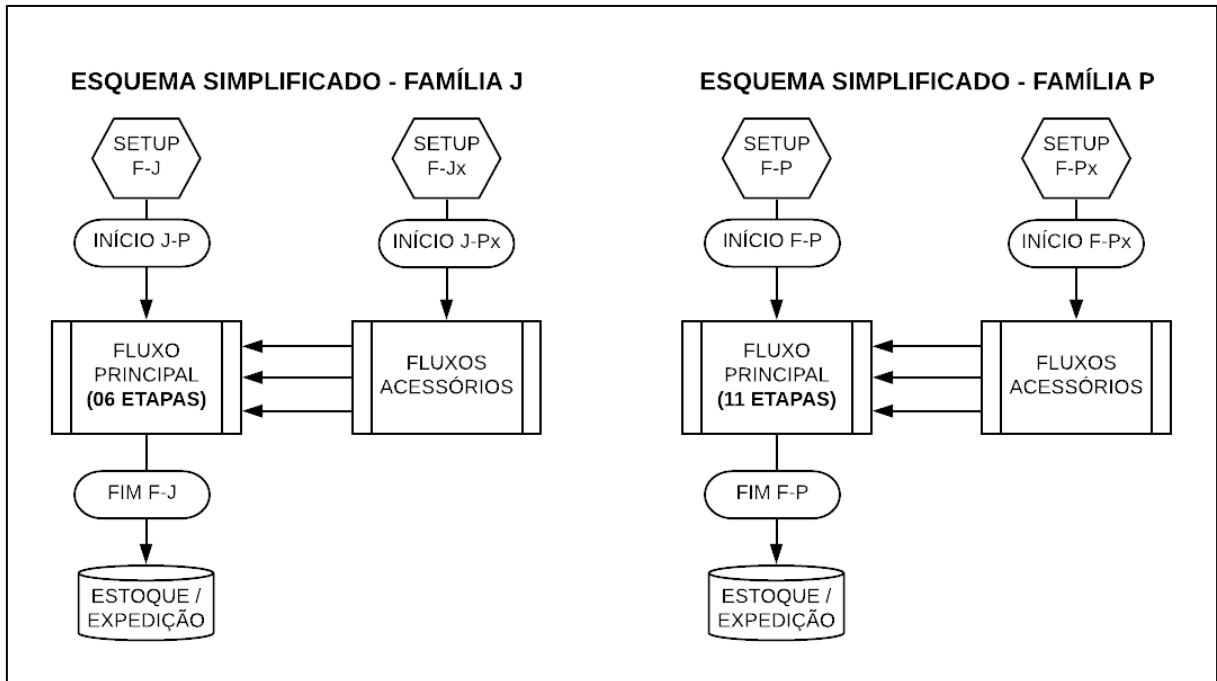 ESQUEMA SIMPLIFICADO - FAMÍLIA J
SETUP
F-J
SETUP
F-Jx
INÍCIO J-P
INÍCIO J-Px
FLUXO
PRINCIPAL
(06 ETAPAS)
FLUXOS
ACESSÓRIOS
FIM F-J
ESTOQUE /
EXPEDIÇÃO
ESQUEMA SIMPLIFICADO - FAMÍLIA P
SETUP
F-P
SETUP
F-Px
INÍCIO F-P
INÍCIO F-Px
FLUXO
PRINCIPAL
(11 ETAPAS)
FLUXOS
ACESSÓRIOS
FIM F-P
ESTOQUE /
EXPEDIÇÃO